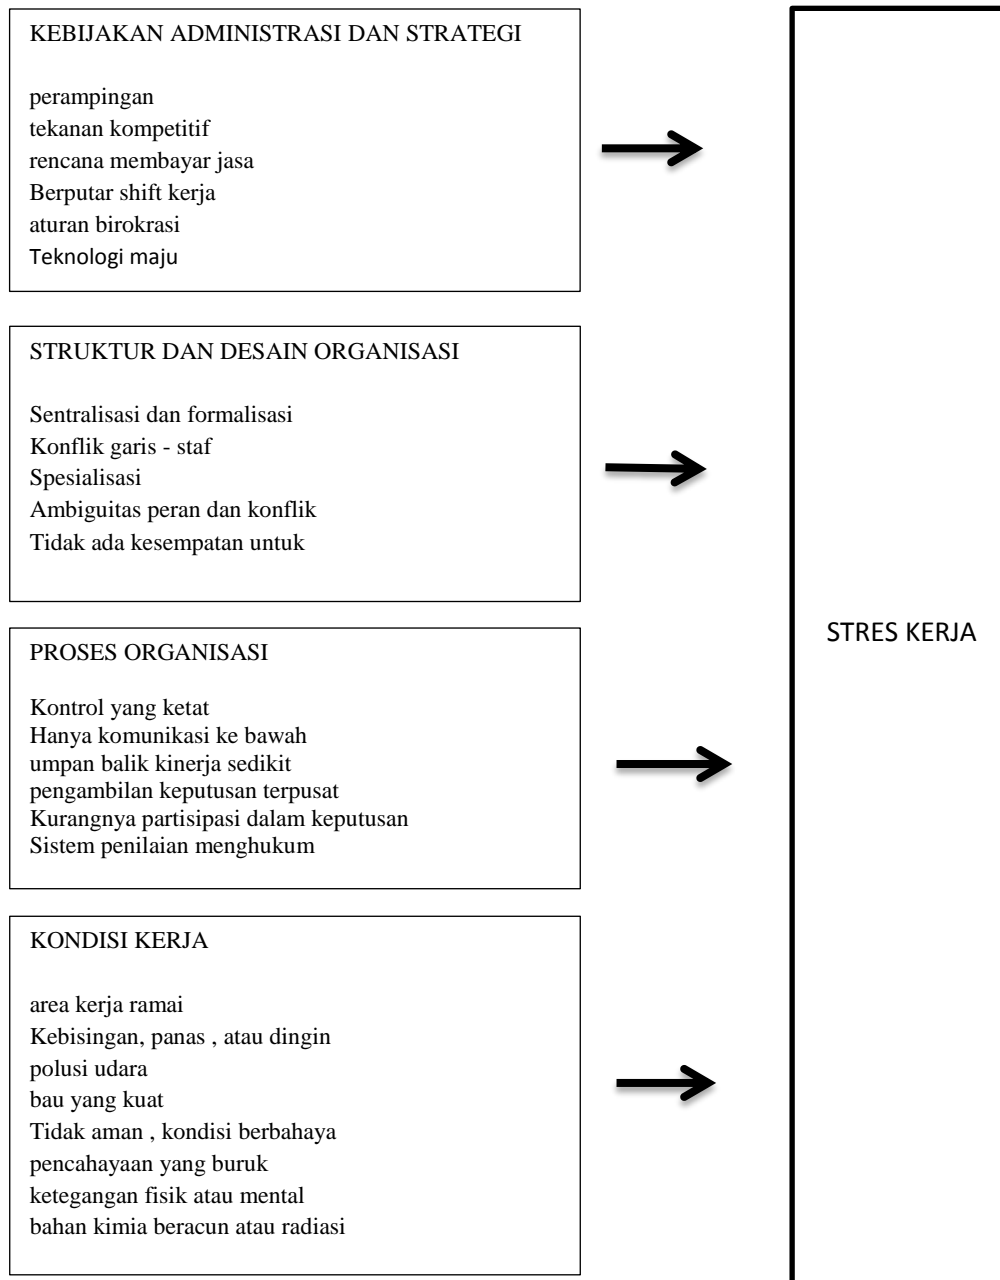 KEBIJAKAN ADMINISTRASI DAN STRATEGI
perampingan
tekanan kompetitif
rencana membayar jasa
Berputar shift kerja
aturan birokrasi
Teknologi maju
STRUKTUR DAN DESAIN ORGANISASI
Sentralisasi dan formalisasi
Konflik garis - staf
Spesialisasi
Ambiguitas peran dan konflik
Tidak ada kesempatan untuk
PROSES ORGANISASI
Kontrol yang ketat
Hanya komunikasi ke bawah
umpan balik kinerja sedikit
pengambilan keputusan terpusat
Kurangnya partisipasi dalam keputusan
Sistem penilaian menghukum
KONDISI KERJA
area kerja ramai
Kebisingan, panas , atau dingin
polusi udara
bau yang kuat
Tidak aman , kondisi berbahaya
pencahayaan yang buruk
ketegangan fisik atau mental
bahan kimia beracun atau radiasi
STRES KERJA